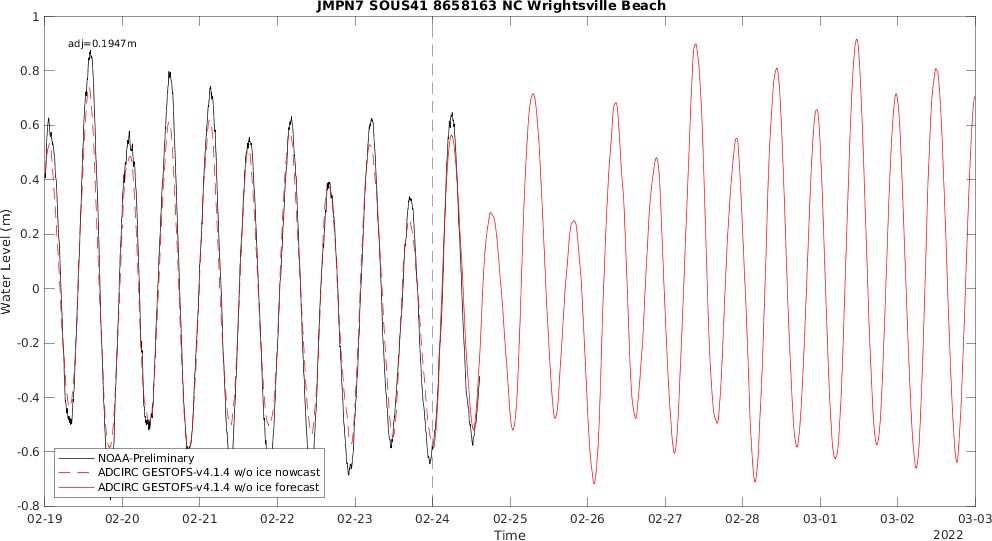 JMPN7 SOUS41 8658163 NC Wrightsville Beach
adj=0.1947m
1
0.8
0.6
0.4
0.2
0
-0.2
-0.4
-0.6
-0.8
Water Level (m)
NOAA-Preliminary
ADCIRC GESTOFS-v4.1.4 w/o ice nowcast
ADCIRC GESTOFS-v4.1.4 w/o ice forecast
02-19 02-20 02-21 02-22 02-23 02-24 02-25 02-26 02-27 02-28 03-01 03-02 03-03
Time
2022